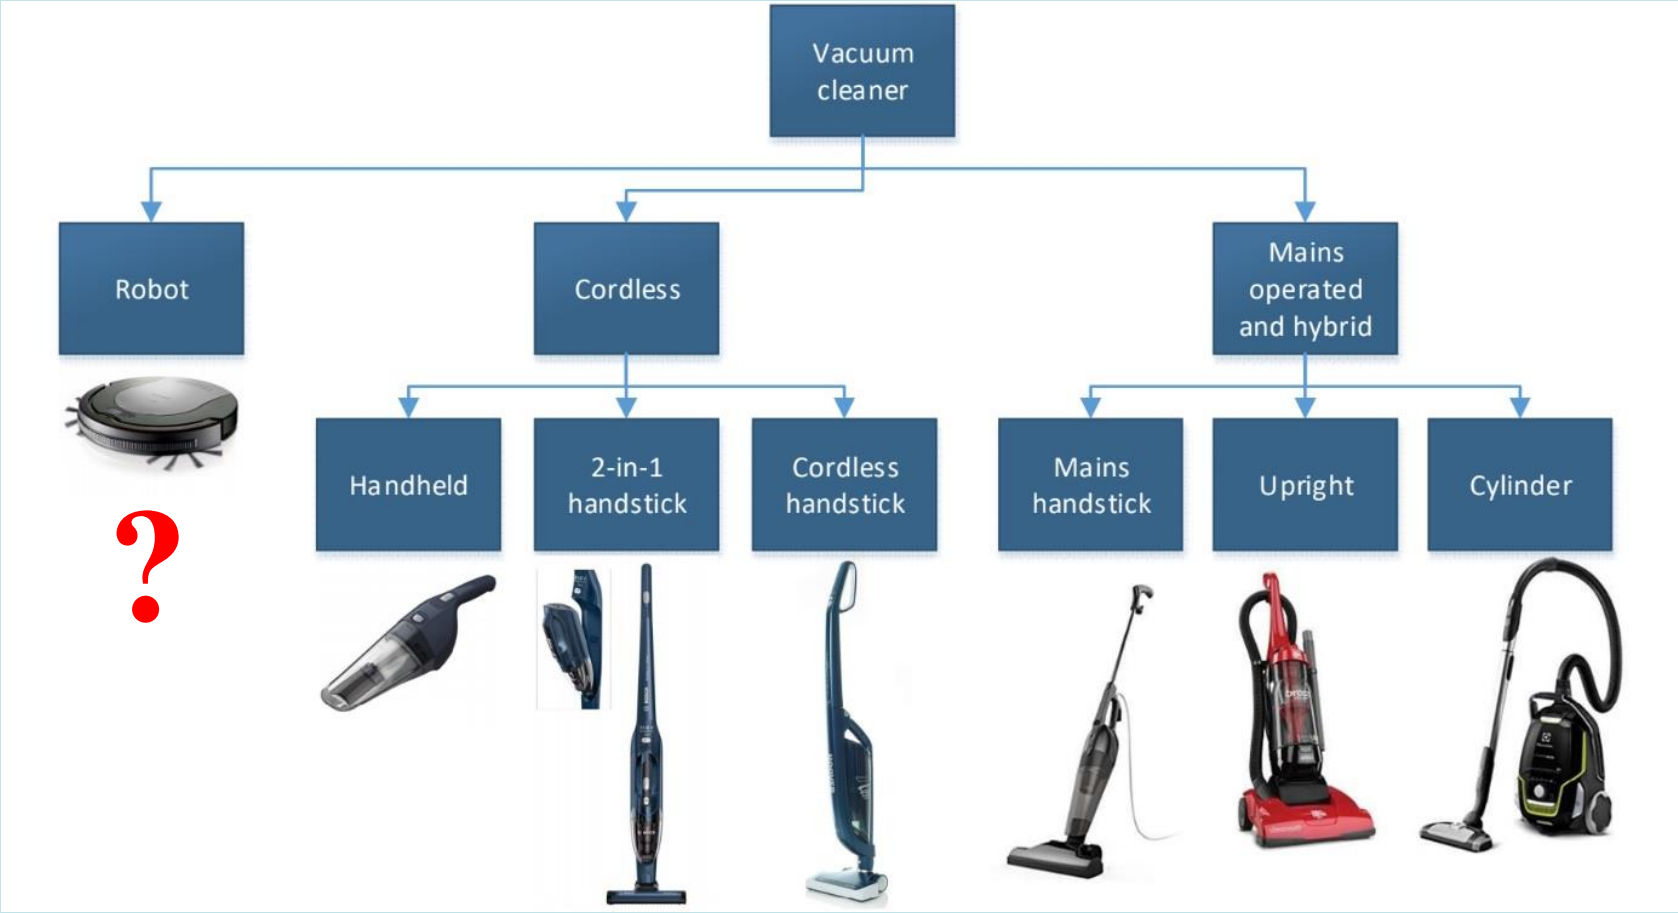 Vacuum
cleaner
Robot
Cordless
Mains
operated
and hybrid
Handheld
2-in-1
handstick
Cordless
handstick
Mains
handstick
Upright
Cylinder
?